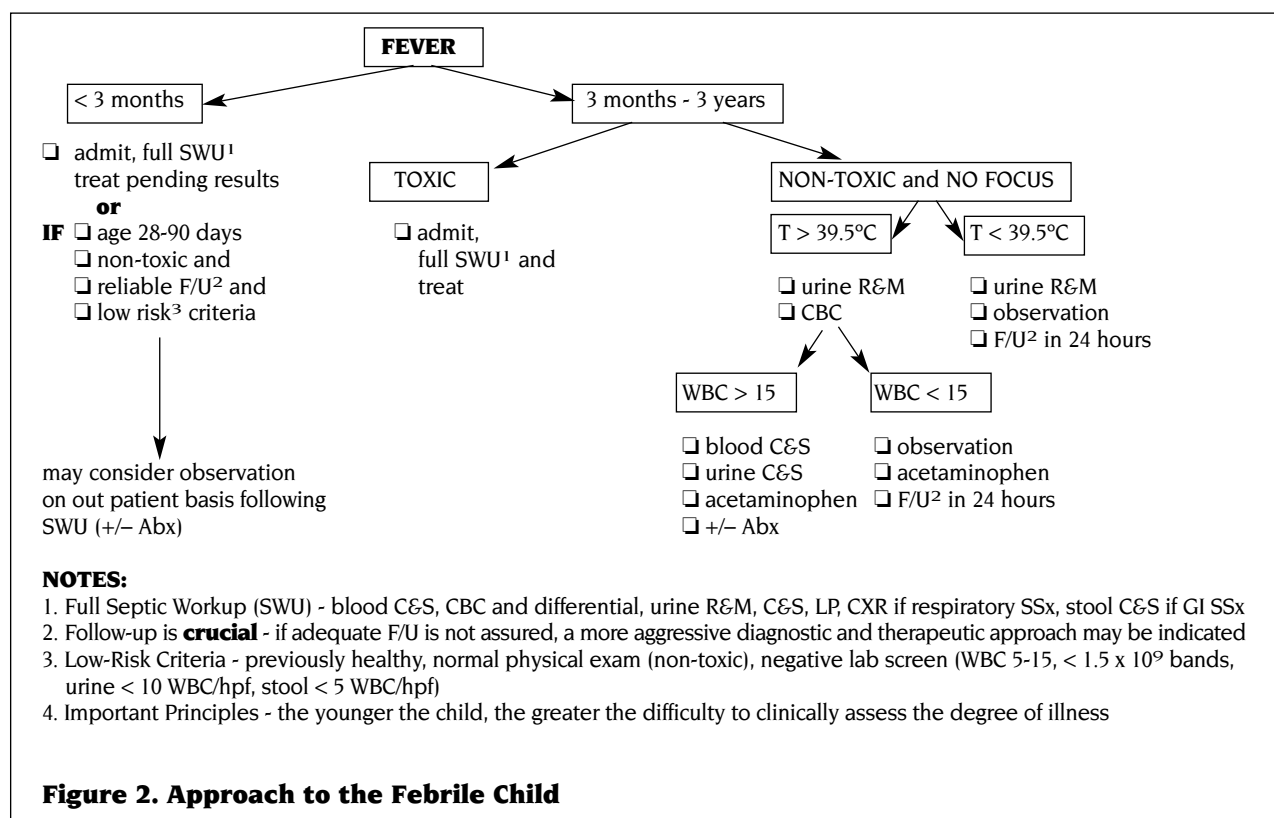 FEVER
< 3 months
3 months - 3 years
❏ admit, full SWU¹
treat pending results
or
IF ❏ age 28-90 days
❏ non-toxic and
❏ reliable F/U² and
❏ low risk³ criteria
may consider observation
on out patient basis following
SWU (+/– Abx)
TOXIC
❏ admit,
full SWU¹ and
treat
NON-TOXIC and NO FOCUS
T > 39.5ºC
❏ urine R&M
❏ CBC
T < 39.5ºC
❏ urine R&M
❏ observation
❏ F/U² in 24 hours
WBC > 15
❏ blood C&S
❏ urine C&S
❏ acetaminophen
❏ +/– Abx
WBC < 15
❏ observation
❏ acetaminophen
❏ F/U² in 24 hours
NOTES:
1. Full Septic Workup (SWU) - blood C&S, CBC and differential, urine R&M, C&S, LP, CXR if respiratory SSx, stool C&S if GI SSx
2. Follow-up is crucial - if adequate F/U is not assured, a more aggressive diagnostic and therapeutic approach may be indicated
3. Low-Risk Criteria - previously healthy, normal physical exam (non-toxic), negative lab screen (WBC 5-15, < 1.5 x 10⁹ bands,
urine < 10 WBC/hpf, stool < 5 WBC/hpf)
4. Important Principles - the younger the child, the greater the difficulty to clinically assess the degree of illness
Figure 2. Approach to the Febrile Child